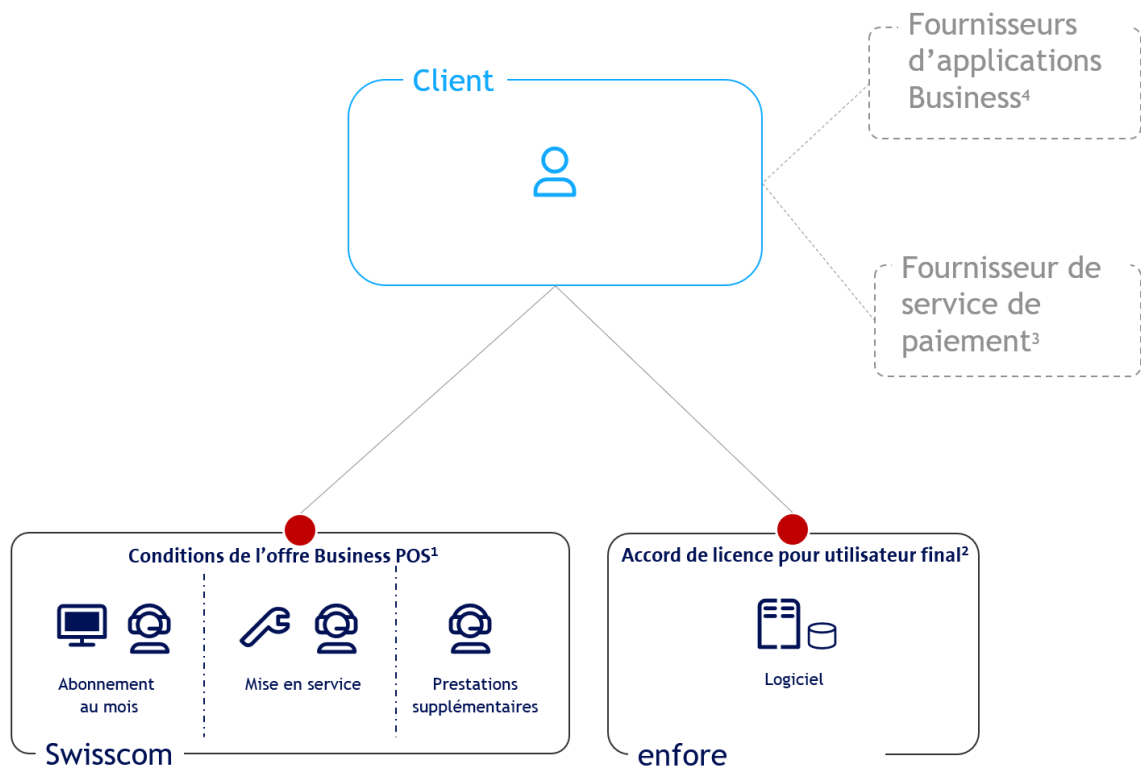 Fournisseurs
d’applications
Business⁴
Client
Fournisseur de
service de
paiement³
Conditions de l’offre Business POS¹
Abonnement
au mois
Mise en service
Prestations
supplémentaires
Swisscom
Accord de licence pour utilisateur final²
Logiciel
enfore